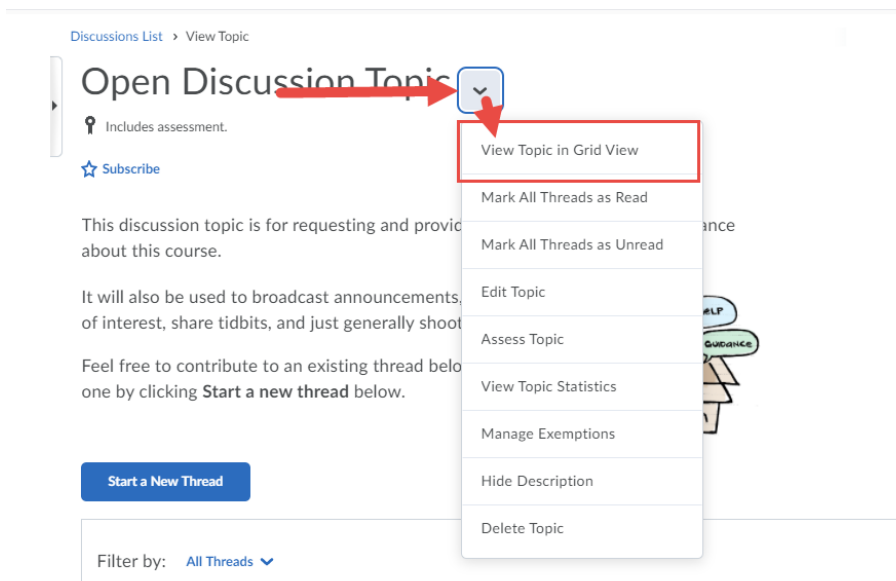 Discussions List > View Topic
Open Discussion Topic
Includes assessment.
Subscribe
This discussion topic is for requesting and provid
ance
about this course.
It will also be used to broadcast announcements,
of interest, share tidbits, and just generally shoot
Feel free to contribute to an existing thread belo
one by clicking Start a new thread below.
View Topic in Grid View
Mark All Threads as Read
Mark All Threads as Unread
Edit Topic
Assess Topic
View Topic Statistics
Manage Exemptions
Hide Description
Delete Topic
ELP
GUIDANCE
Start a New Thread
Filter by: All Threads